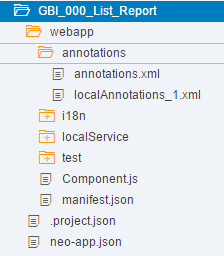 GBI_000_List_Report
webapp
annotations
annotations.xml
localAnnotations_1.xml
i18n
localService
test
Component.js
manifest.json
.project.json
neo-app.json